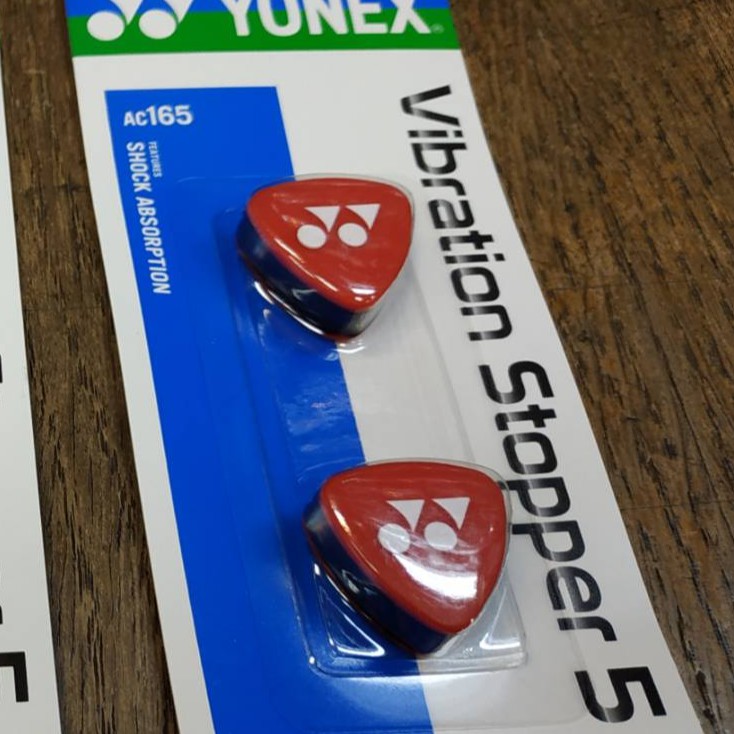 YONEX®
AC165
FEATURES
SHOCK ABSORPTION
Vibration Stopper 5